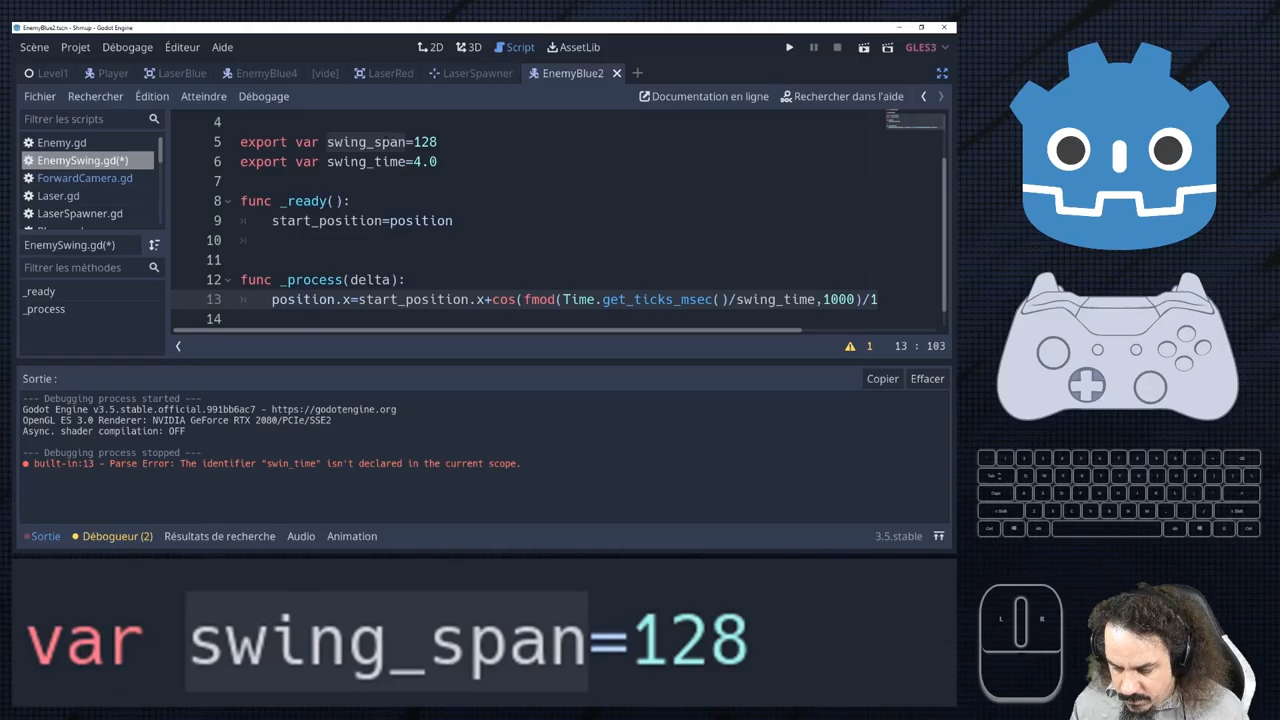 EnemyBlue2.tscn - Shmup - Godot Engine
Scène Projet Débogage Éditeur Aide
2D 3D Script AssetLib
GLES3
Level1 Player LaserBlue EnemyBlue4 [vide] LaserRed LaserSpawner EnemyBlue2
Fichier Rechercher Édition Atteindre Débogage
Documentation en ligne Rechercher dans l'aide
Filtrer les scripts
Enemy.gd
EnemySwing.gd(*)
ForwardCamera.gd
Laser.gd
LaserSpawner.gd
EnemySwing.gd(*)
Filtrer les méthodes
_ready
_process
4
5 export var swing_span=128
6 export var swing_time=4.0
7
8 func _ready():
9 start_position=position
10
11
12 func _process(delta):
13 position.x=start_position.x+cos(fmod(Time.get_ticks_msec()/swing_time,1000)/1
14
1 13 : 103
Sortie :
Copier Effacer
--- Debugging process started ---
Godot Engine v3.5.stable.official.991bb6ac7 - https://godotengine.org
OpenGL ES 3.0 Renderer: NVIDIA GeForce RTX 2080/PCIe/SSE2
Async. shader compilation: OFF
--- Debugging process stopped ---
built-in:13 - Parse Error: The identifier "swin_time" isn't declared in the current scope.
Sortie Débogueur (2) Résultats de recherche Audio Animation
3.5.stable
var swing_span=128
L R